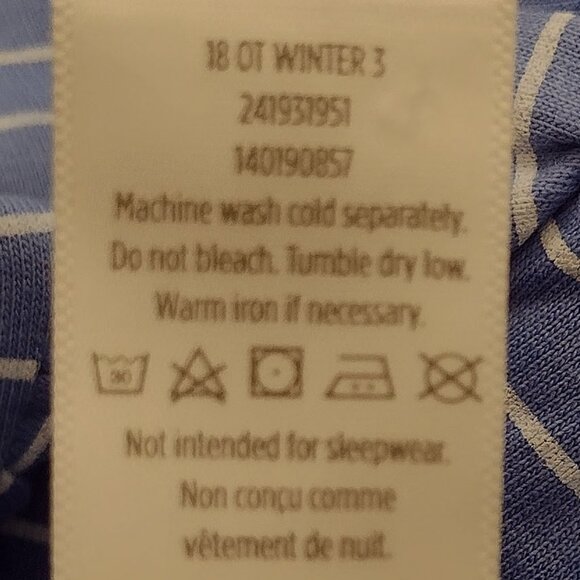 18 OT WINTER 3
241931951
140190857
Machine wash cold separately.
Do not bleach. Tumble dry low.
Warm iron if necessary.
30
Not intended for sleepwear.
Non conçu comme
vêtement de nuit.